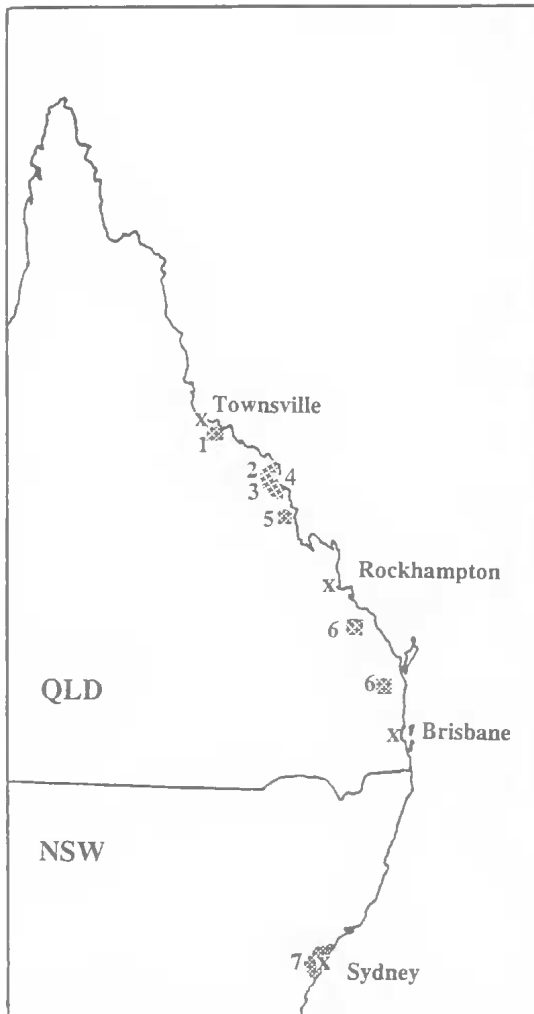 x Townsville
1
2
4
3
5
Rockhampton
x
6
QLD
6
x Brisbane
NSW
7 x
Sydney